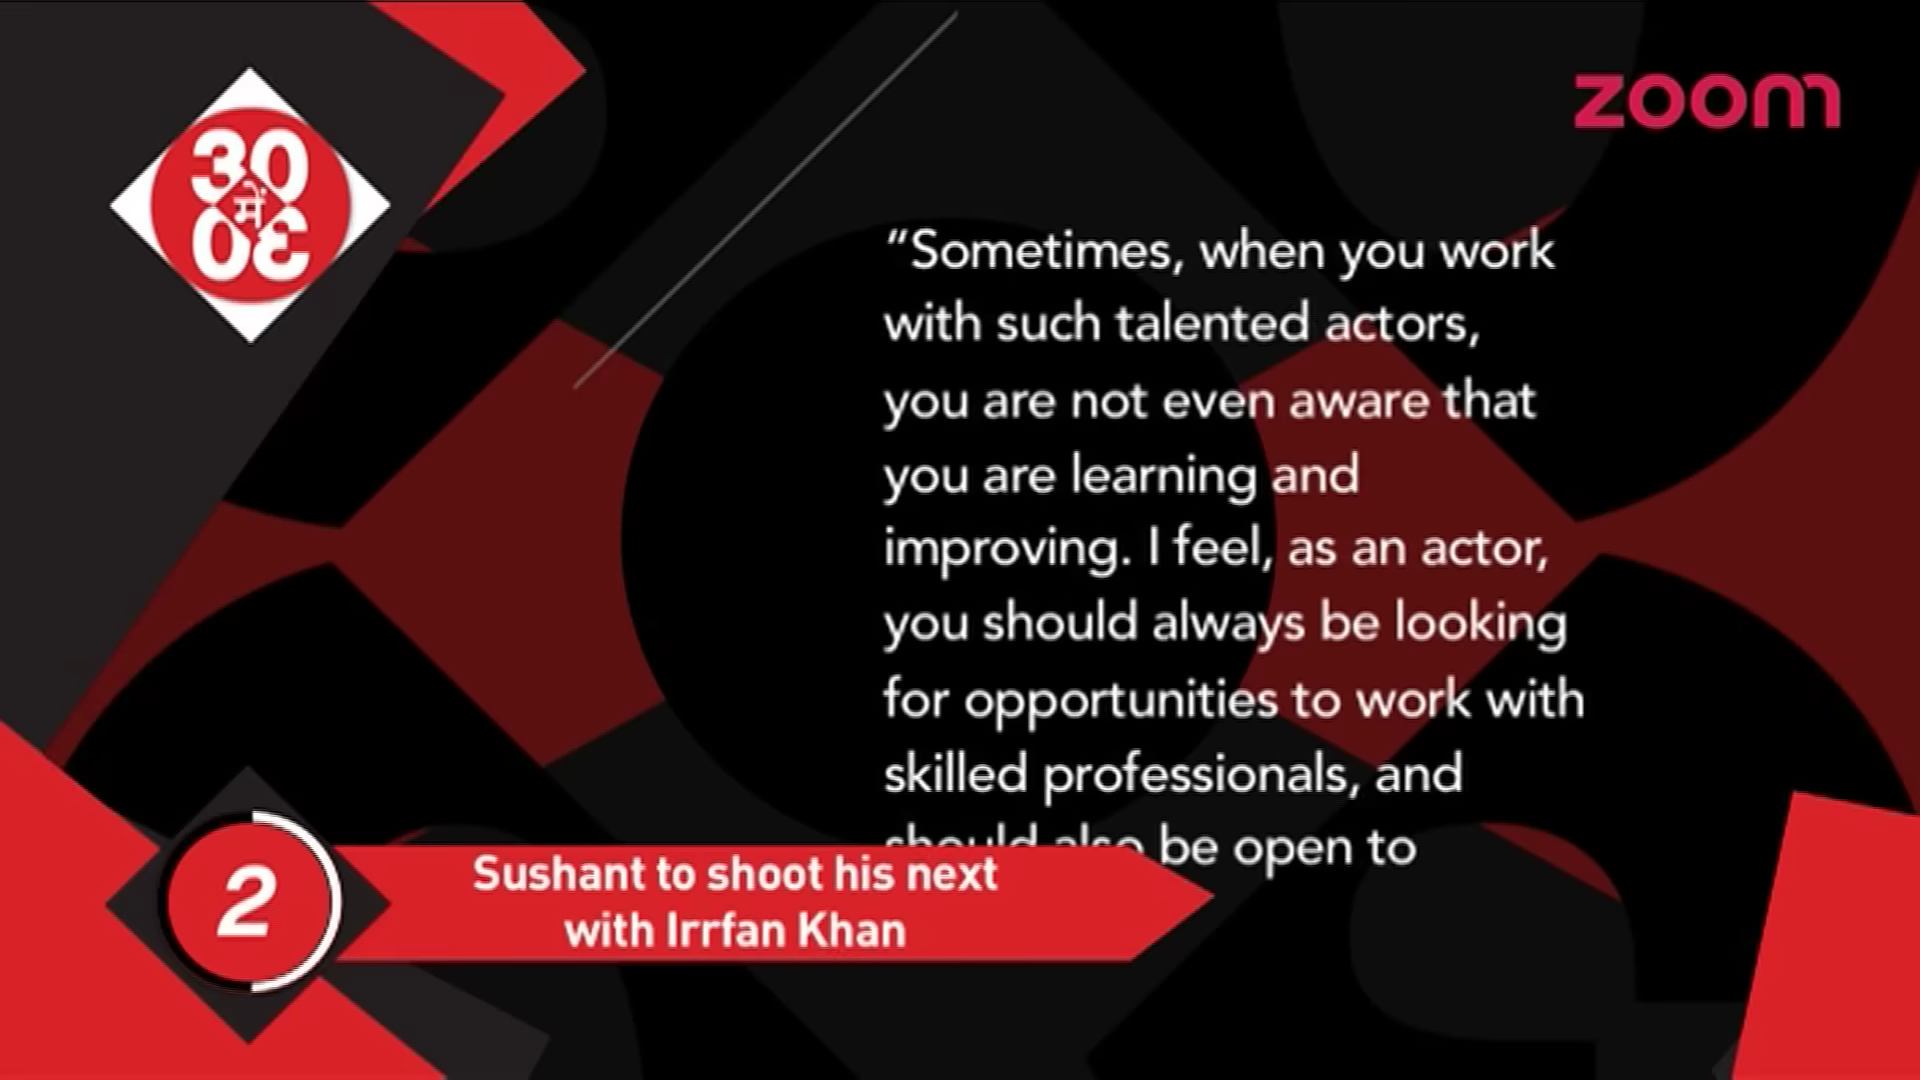 30
में
30
zoom
“Sometimes, when you work
with such talented actors,
you are not even aware that
you are learning and
improving. I feel, as an actor,
you should always be looking
for opportunities to work with
skilled professionals, and
should also be open to
2
Sushant to shoot his next
with Irrfan Khan